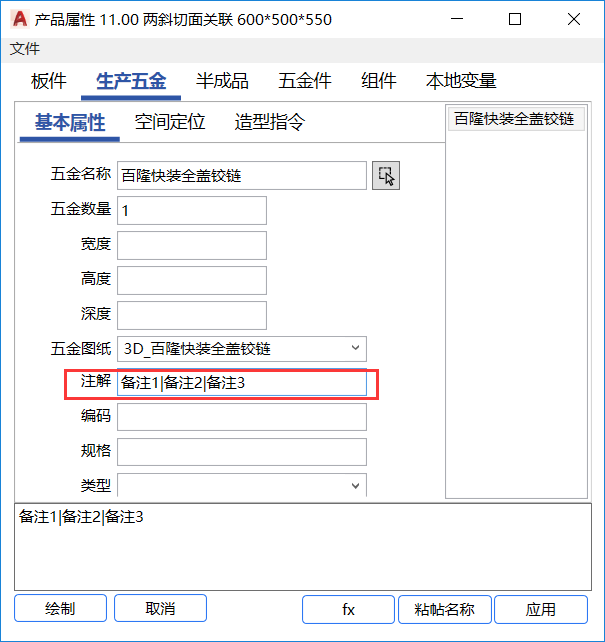 产品属性 11.00 两斜切面关联 600*500*550
文件
板件 生产五金 半成品 五金件 组件 本地变量
基本属性 空间定位 造型指令
百隆快装全盖铰链
五金名称 百隆快装全盖铰链
五金数量 1
宽度
高度
深度
五金图纸 3D_百隆快装全盖铰链
注解 备注1|备注2|备注3
编码
规格
类型
备注1|备注2|备注3
绘制 取消 fx 粘帖名称 应用